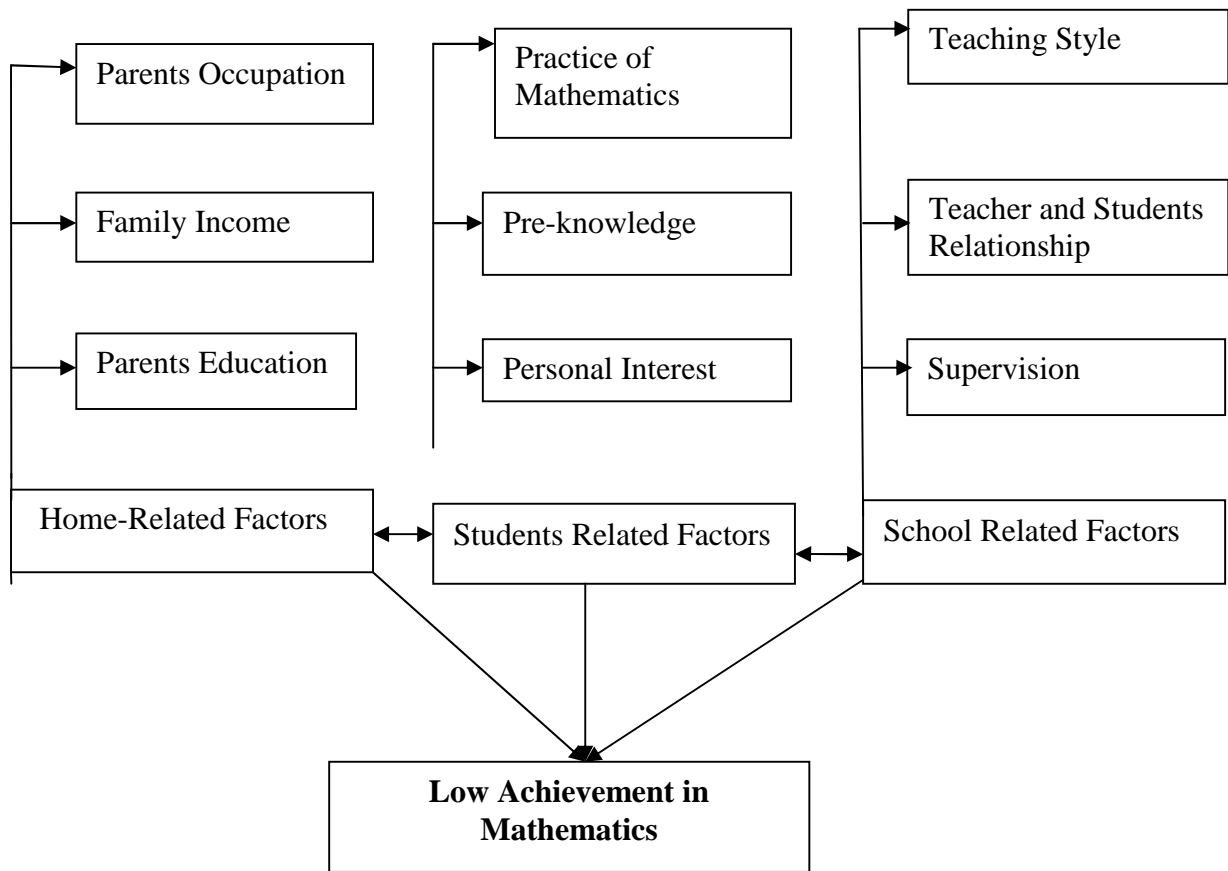 Parents Occupation
Family Income
Parents Education
Home-Related Factors
Practice of
Mathematics
Pre-knowledge
Personal Interest
Students Related Factors
Teaching Style
Teacher and Students
Relationship
Supervision
School Related Factors
Low Achievement in
Mathematics